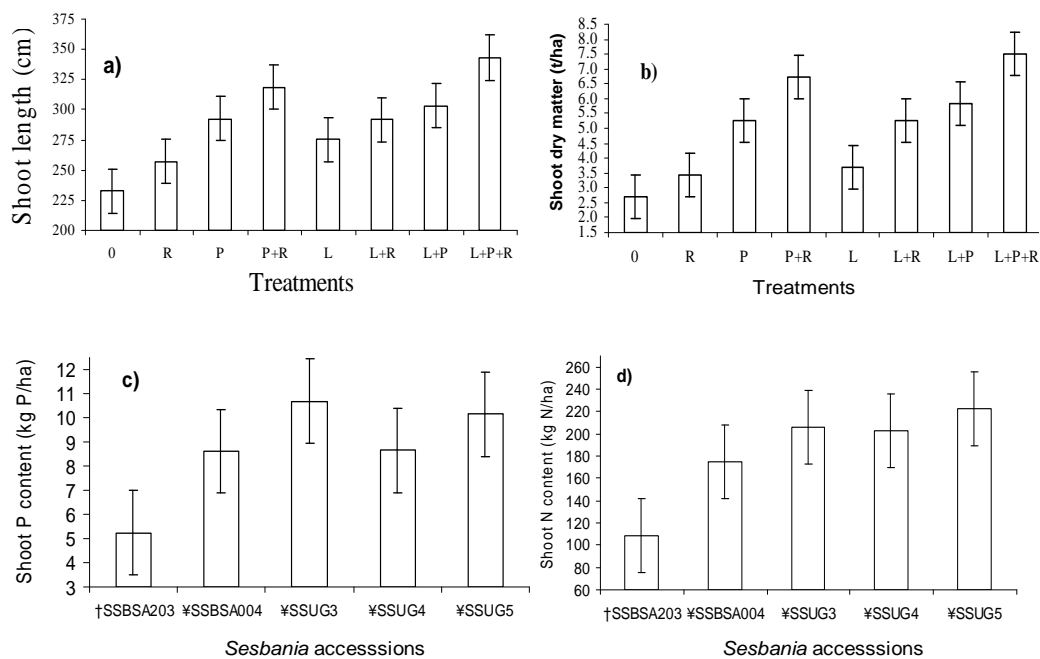 a)
Shoot length (cm)
375
350
325
300
275
250
225
200
0 R P P+R L L+R L+P L+P+R
Treatments
b)
Shoot dry matter (t/ha)
8.5
8.0
7.5
7.0
6.5
6.0
5.5
5.0
4.5
4.0
3.5
3.0
2.5
2.0
1.5
0 R P P+R L L+R L+P L+P+R
Treatments
c)
Shoot P content (kg P/ha)
12
11
10
9
8
7
6
5
4
3
†SSBSA203 ¥SSBSA004 ¥SSUG3 ¥SSUG4 ¥SSUG5
Sesbania accesssions
d)
Shoot N content (kg N/ha)
260
240
220
200
180
160
140
120
100
80
60
†SSBSA203 ¥SSBSA004 ¥SSUG3 ¥SSUG4 ¥SSUG5
Sesbania accesssions